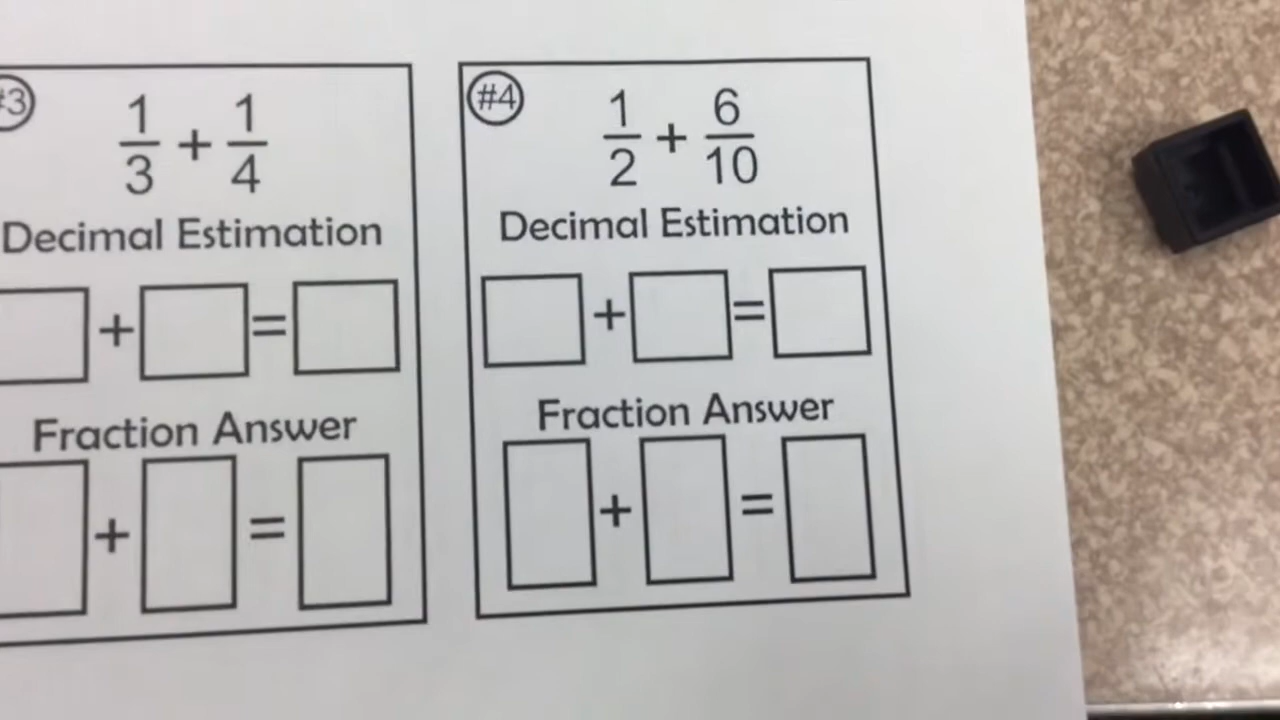 #3
1/3 + 1/4
Decimal Estimation
+ =
Fraction Answer
+ =
#4
1/2 + 6/10
Decimal Estimation
+ =
Fraction Answer
+ =